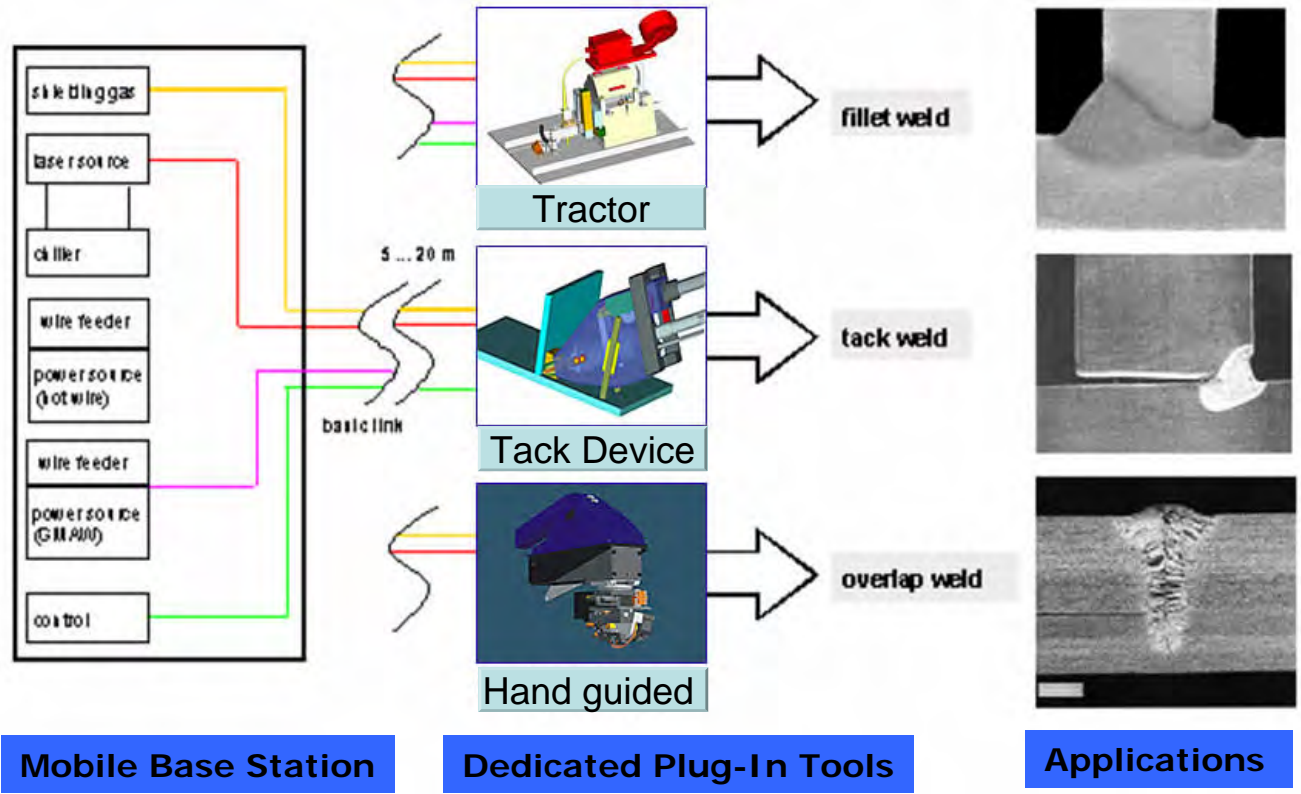 shielding gas
laser source
chiller
wire feeder
power source
(hot wire)
wire feeder
power source
(GMAW)
control
5 ... 20 m
basic link
Tractor
Tack Device
Hand guided
fillet weld
tack weld
overlap weld
Mobile Base Station
Dedicated Plug-In Tools
Applications